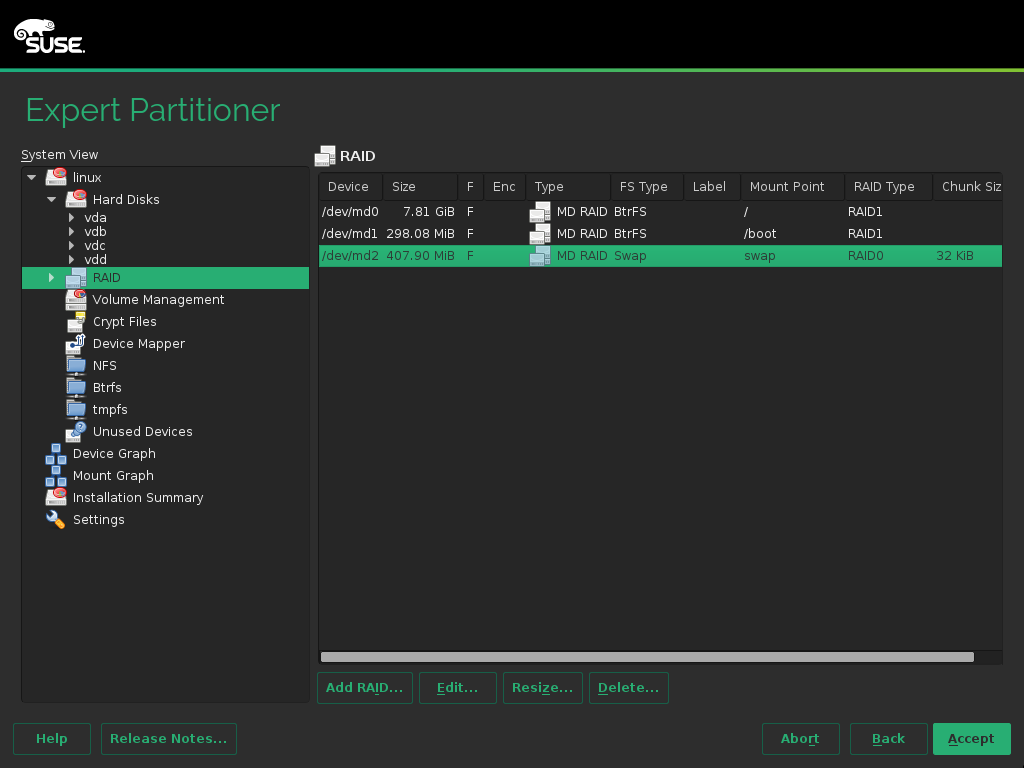 SUSE.
Expert Partitioner
System View
linux
Hard Disks
vda
vdb
vdc
vdd
RAID
Volume Management
Crypt Files
Device Mapper
NFS
Btrfs
tmpfs
Unused Devices
Device Graph
Mount Graph
Installation Summary
Settings
RAID
Device Size F Enc Type FS Type Label Mount Point RAID Type Chunk Siz
/dev/md0 7.81 GiB F MD RAID BtrFS / RAID1
/dev/md1 298.08 MiB F MD RAID BtrFS /boot RAID1
/dev/md2 407.90 MiB F MD RAID Swap swap RAID0 32 KiB
Add RAID... Edit... Resize... Delete...
Help Release Notes... Abort Back Accept